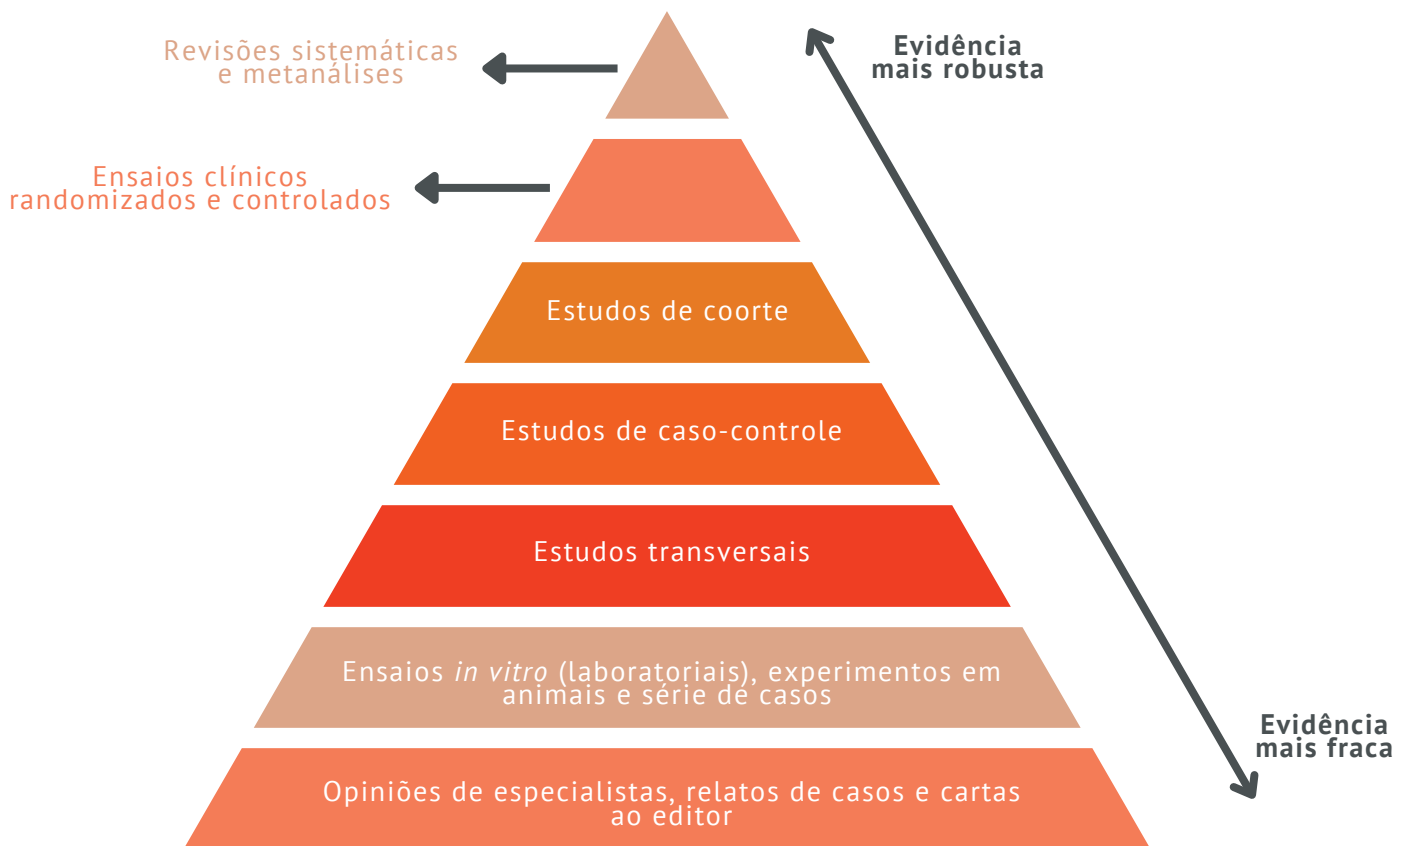 Revisões sistemáticas
e metanálises
Evidência
mais robusta
Ensaios clínicos
randomizados e controlados
Estudos de coorte
Estudos de caso-controle
Estudos transversais
Ensaios in vitro (laboratoriais), experimentos em
animais e série de casos
Evidência
mais fraca
Opiniões de especialistas, relatos de casos e cartas
ao editor